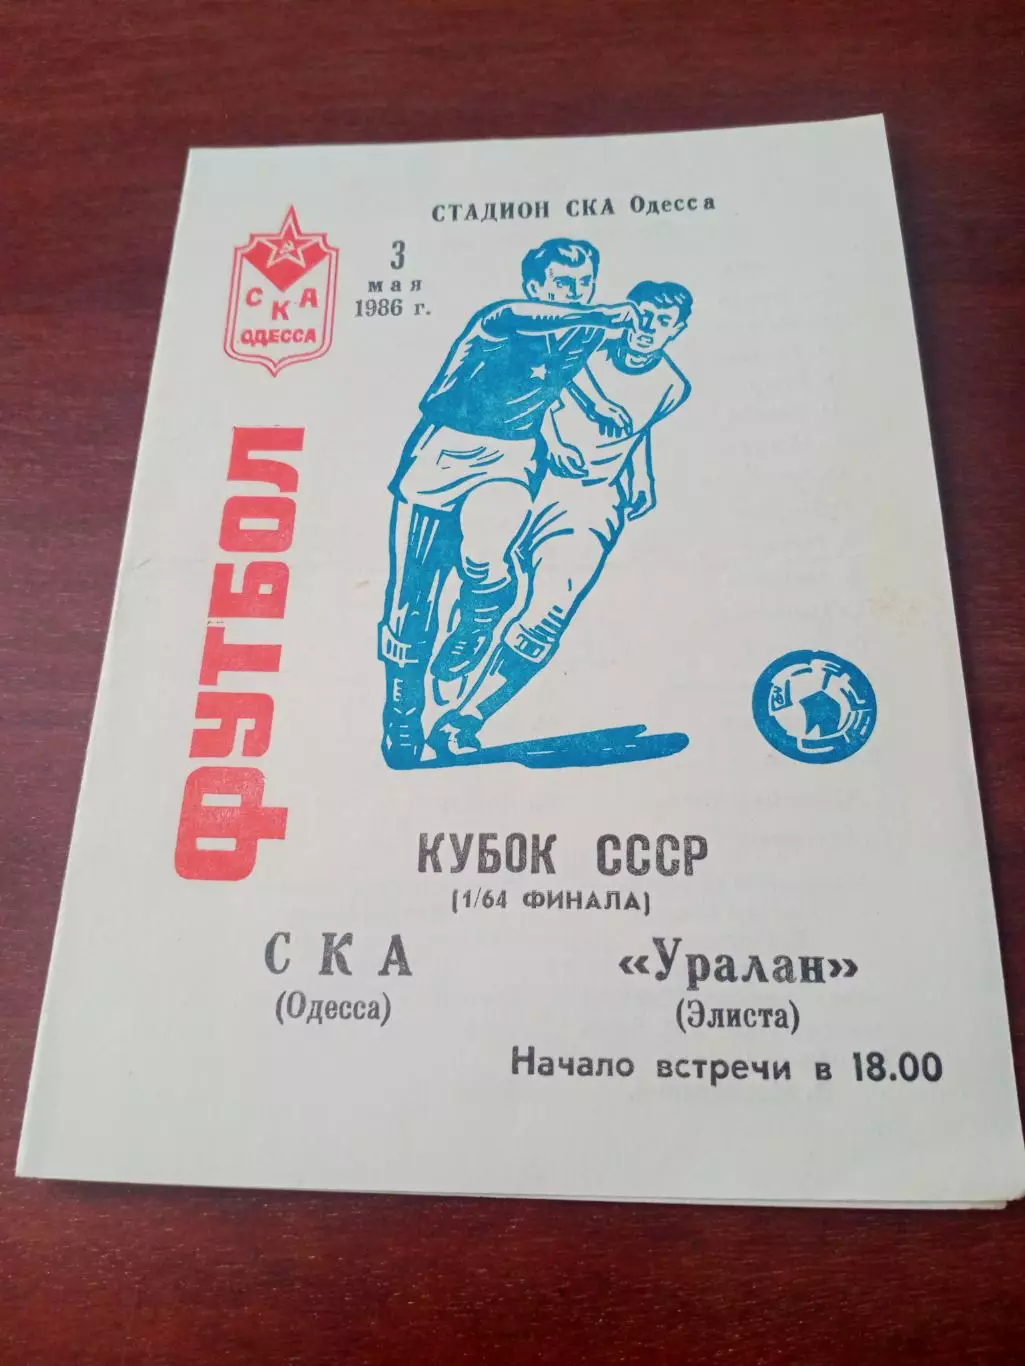 СТАДИОН СКА Одесса
СКА
ОДЕССА
3
мая
1986 г.
ФУТБОЛ
КУБОК СССР
(1/64 ФИНАЛА)
СКА
(Одесса)
«Уралан»
(Элиста)
Начало встречи в 18.00